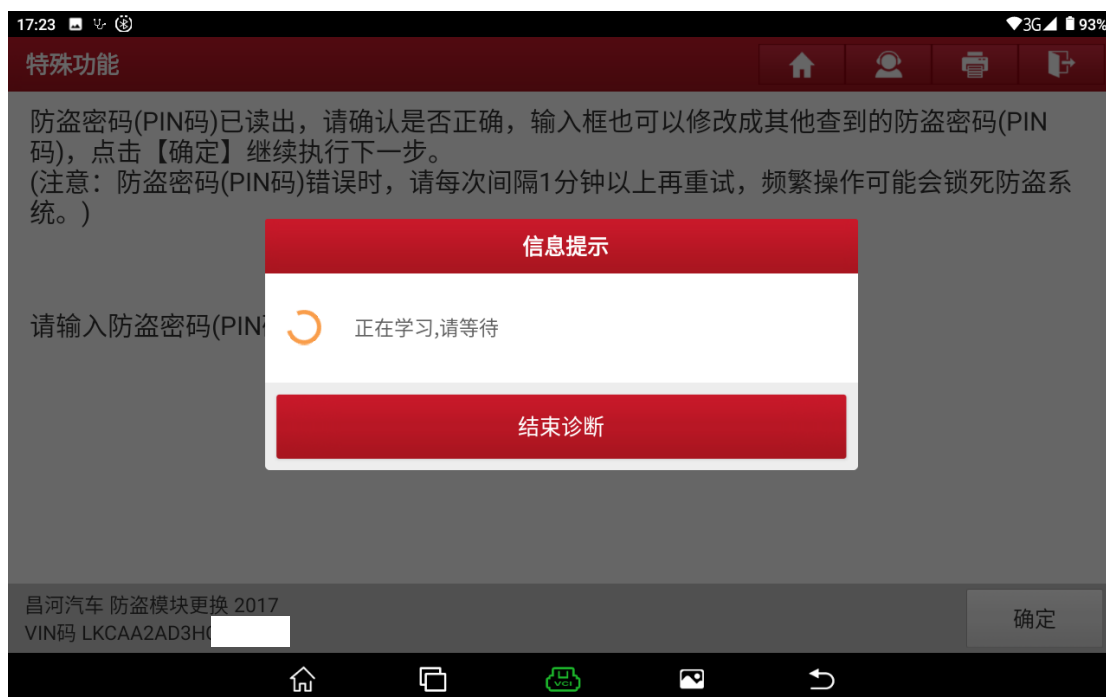 17:23
3G 93%
特殊功能
防盗密码(PIN码)已读出，请确认是否正确，输入框也可以修改成其他查到的防盗密码(PIN
码)，点击【确定】继续执行下一步。
(注意：防盗密码(PIN码)错误时，请每次间隔1分钟以上再重试，频繁操作可能会锁死防盗系
统。)
信息提示
请输入防盗密码(PIN
正在学习,请等待
结束诊断
昌河汽车 防盗模块更换 2017
VIN码 LKCAA2AD3H
确定
VCI